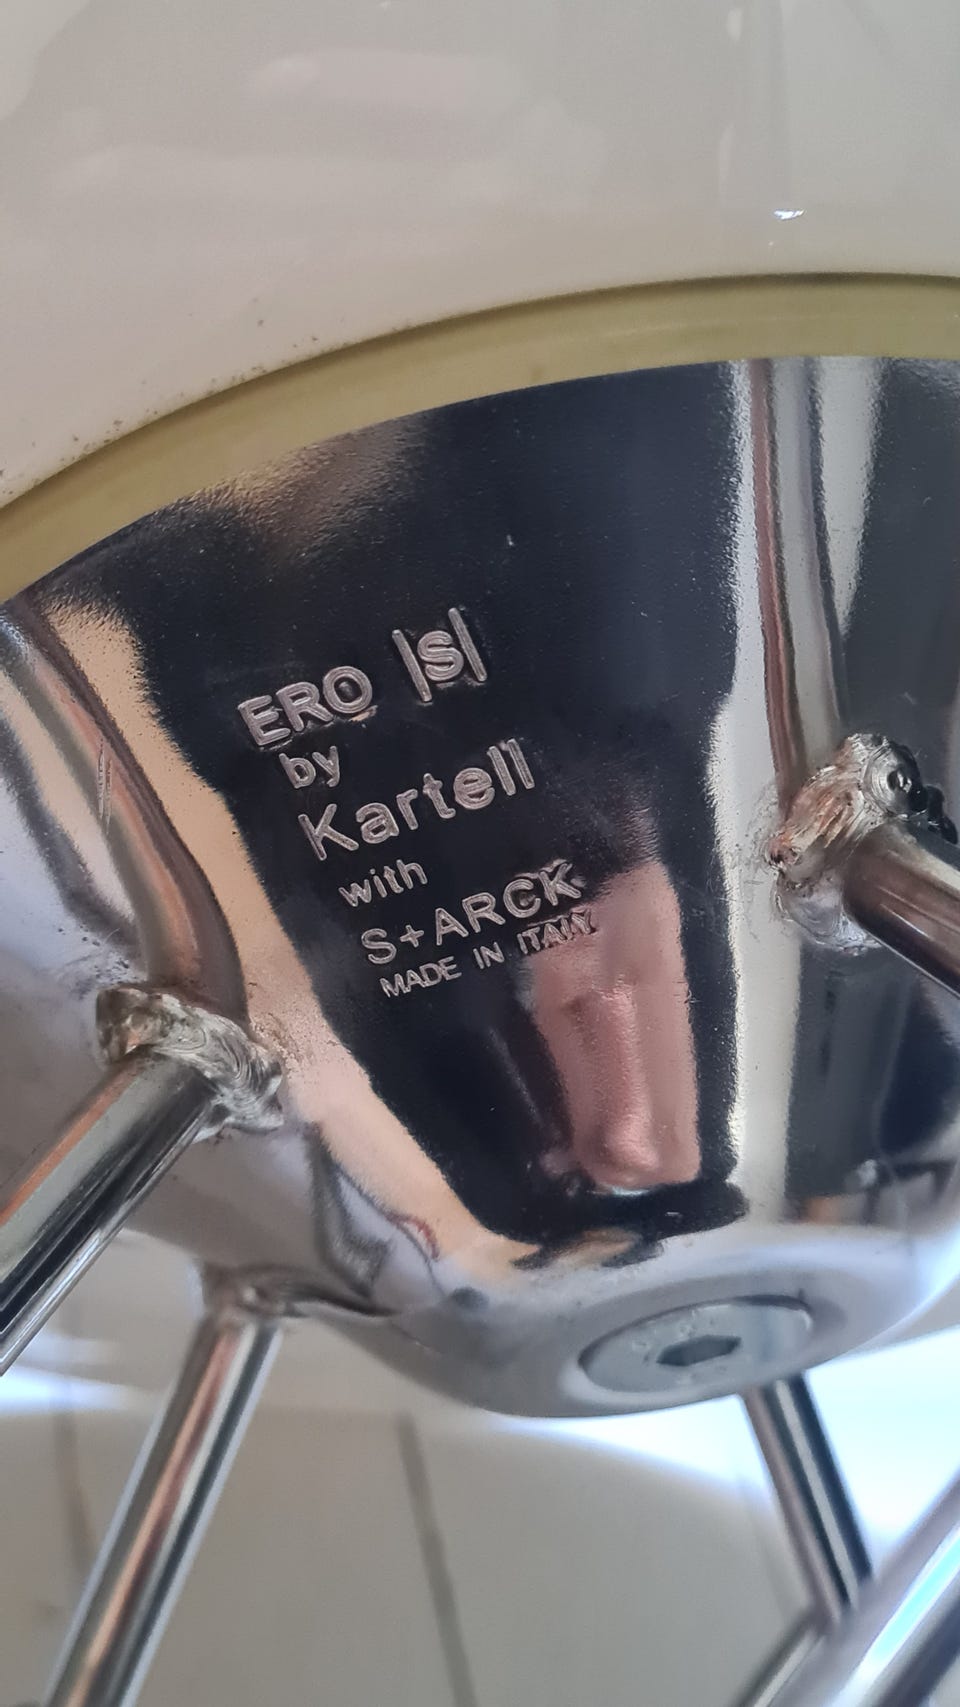 ERO |S|
by
Kartell
with
S+ARCK
MADE IN ITALY